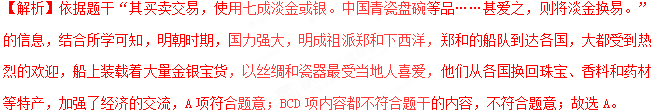 【解析】依据题干“其买卖交易，使用七成淡金或银。中国青瓷盘碗等品……甚爱之，则将淡金换易。”
的信息，结合所学可知，明朝时期，国力强大，明成祖派郑和下西洋，郑和的船队到达各国，大都受到热
烈的欢迎，船上装载着大量金银宝货，以丝绸和瓷器最受当地人喜爱，他们从各国换回珠宝、香料和药材
等特产，加强了经济的交流，A项符合题意；BCD项内容都不符合题干的内容，不符合题意；故选A。